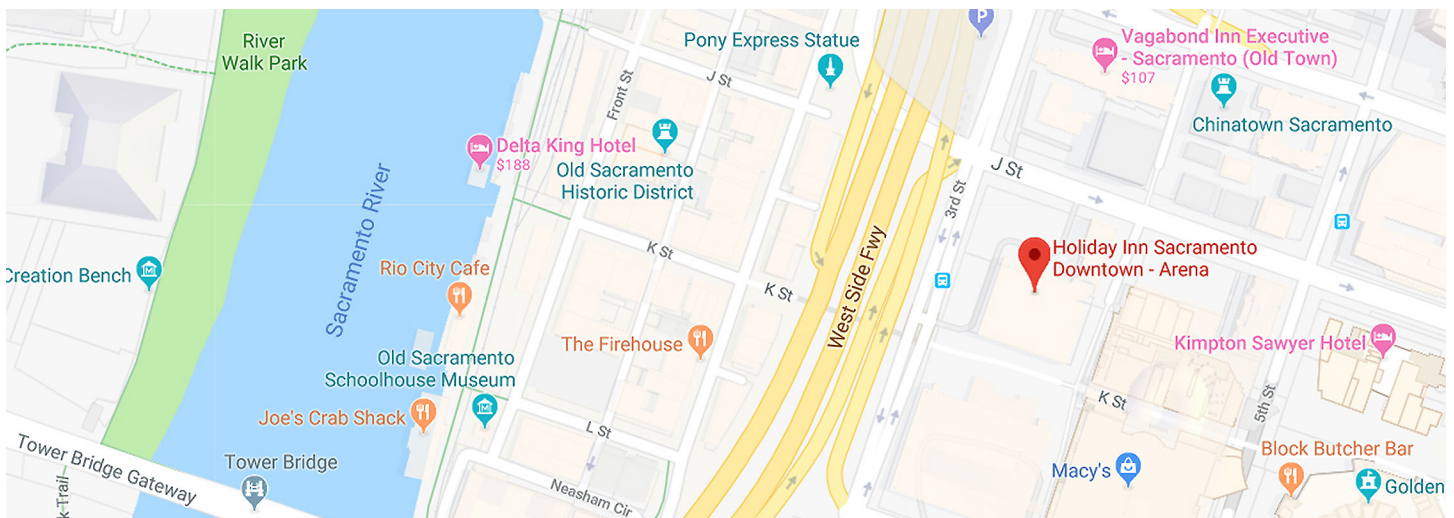 River
Walk Park
Pony Express Statue
P
Vagabond Inn Executive
- Sacramento (Old Town)
$107
Chinatown Sacramento
Front St
J St
Delta King Hotel
$188
Old Sacramento
Historic District
J St
3rd St
Sacramento River
Creation Bench
Rio City Cafe
K St
K St
West Side Fwy
Holiday Inn Sacramento
Downtown - Arena
The Firehouse
Kimpton Sawyer Hotel
Old Sacramento
Schoolhouse Museum
Joe's Crab Shack
K St
5th St
L St
Tower Bridge Gateway
Tower Bridge
Macy's
Block Butcher Bar
Golden
k Trail
Neasham Cir